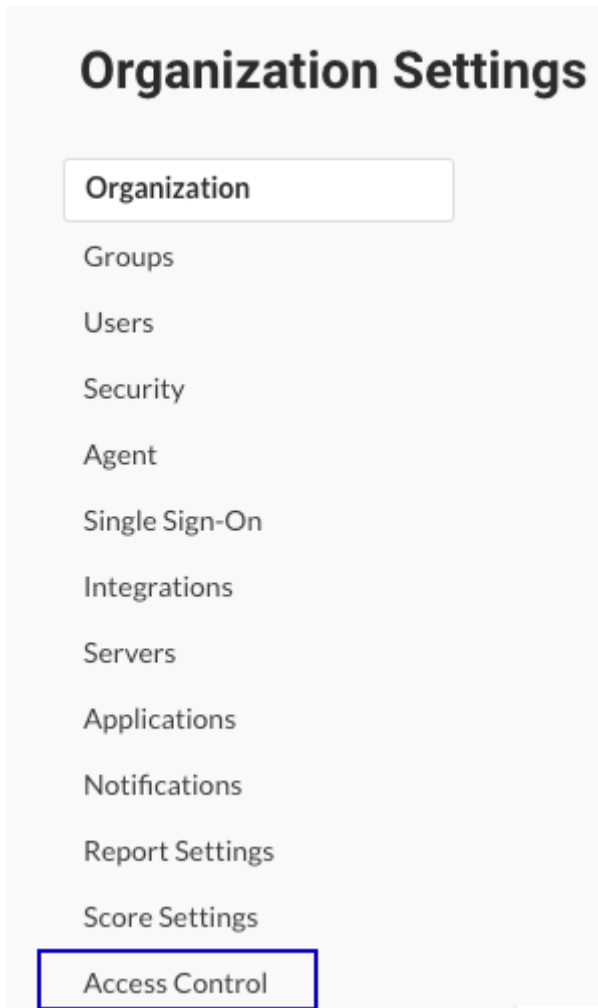 Organization Settings
Organization
Groups
Users
Security
Agent
Single Sign-On
Integrations
Servers
Applications
Notifications
Report Settings
Score Settings
Access Control